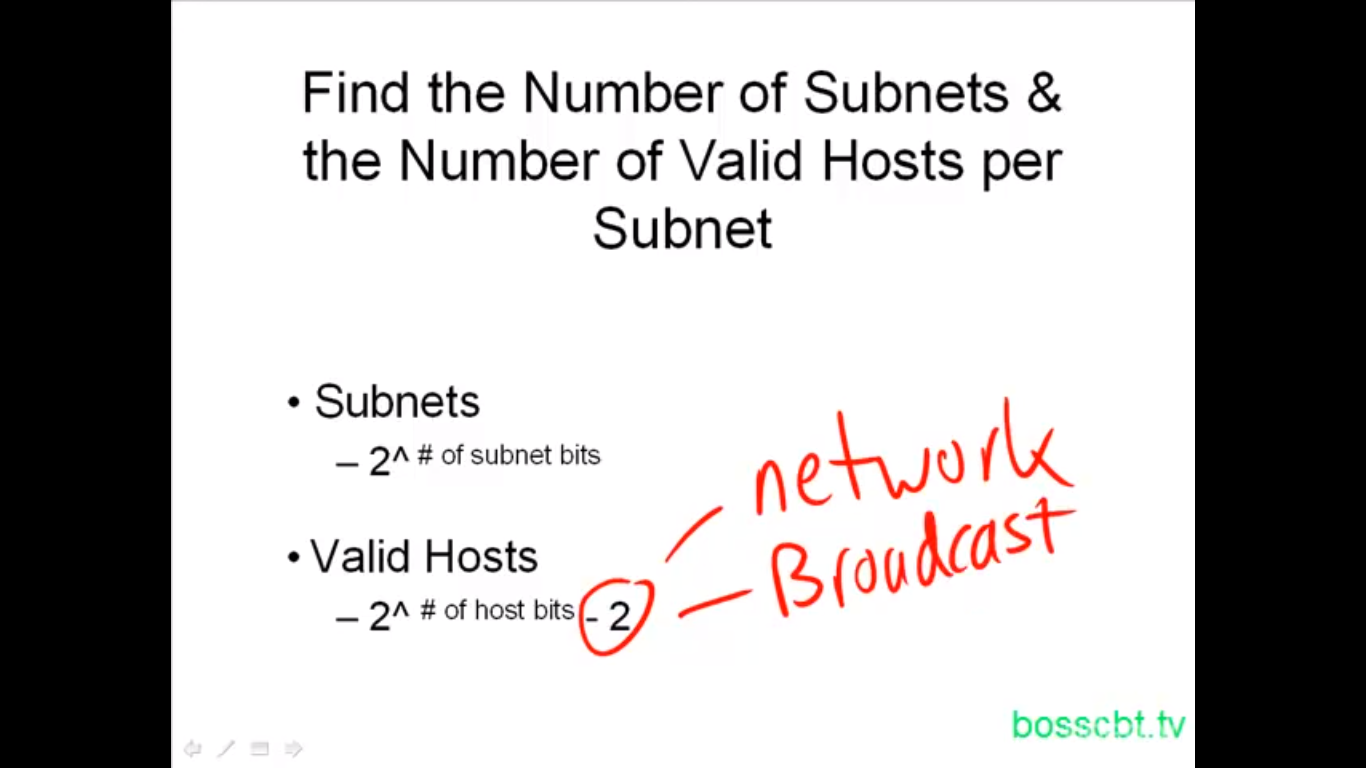 Find the Number of Subnets &
the Number of Valid Hosts per
Subnet
• Subnets
– 2^ # of subnet bits
network
• Valid Hosts
Broadcast
– 2^ # of host bits - 2
bosscbt.tv